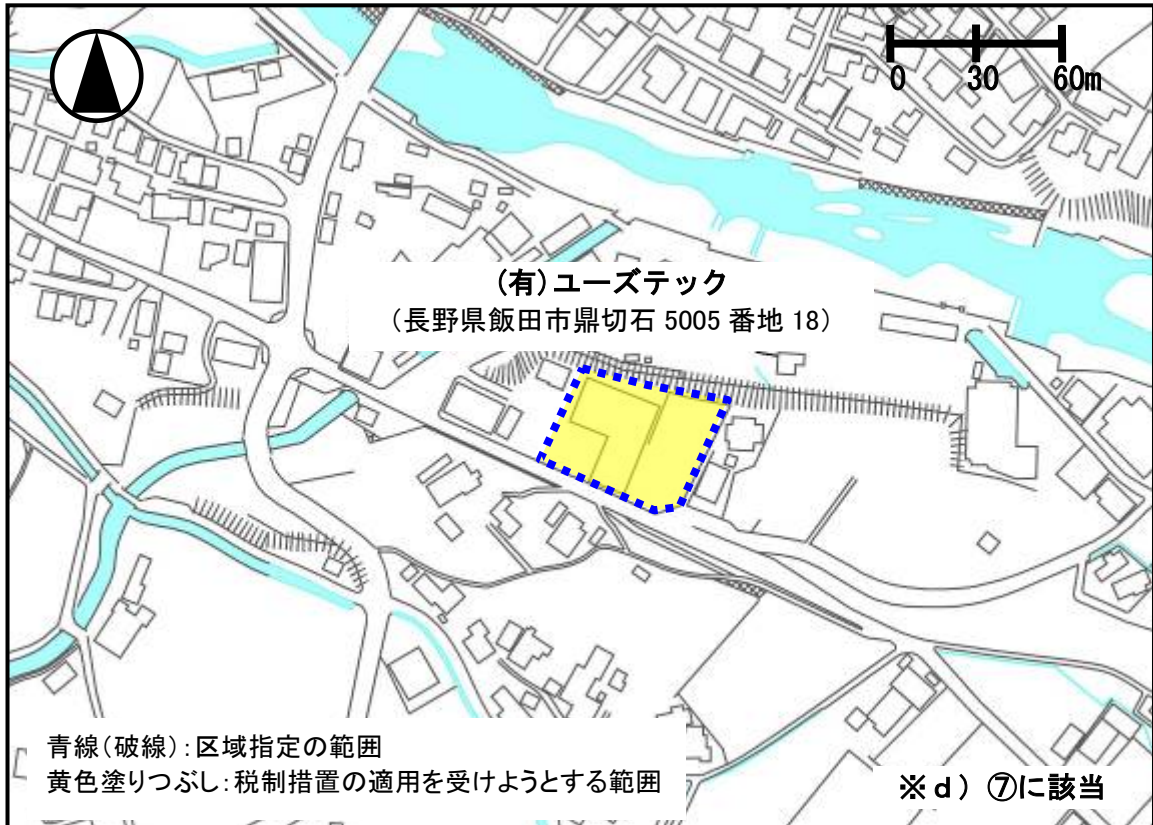 0 30 60m
(有)ユーズテック
(長野県飯田市鼎切石 5005 番地 18)
青線(破線):区域指定の範囲
黄色塗りつぶし:税制措置の適用を受けようとする範囲
※d) ⑦に該当